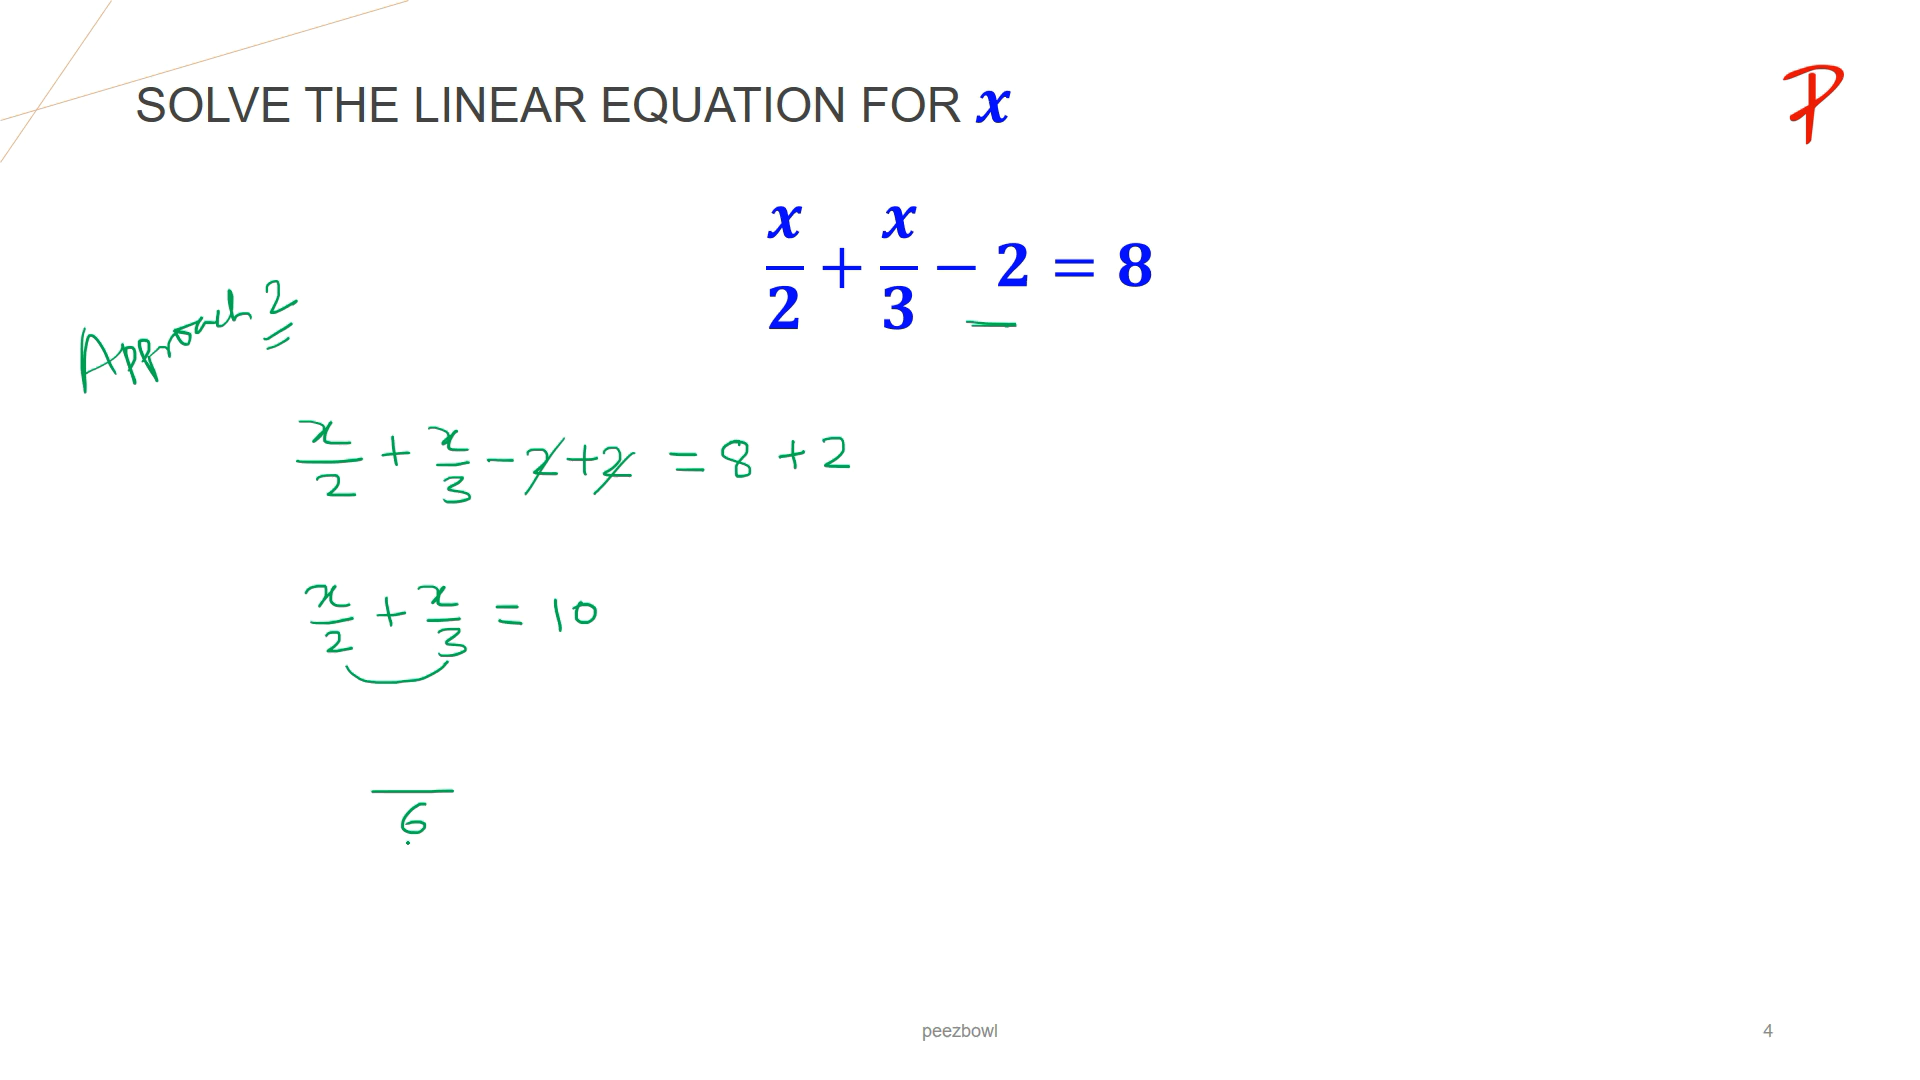 SOLVE THE LINEAR EQUATION FOR x
P
x/2 + x/3 − 2 = 8
Approach 2
x/2 + x/3 - 2 + 2 = 8 + 2
x/2 + x/3 = 10
6
peezbowl
4